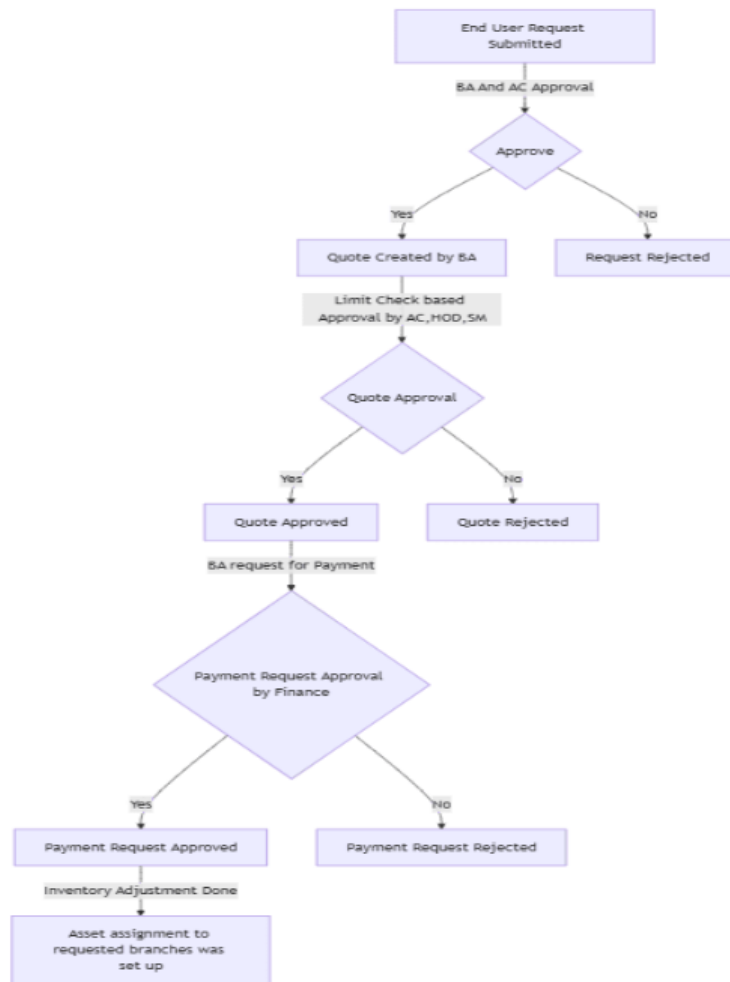 End User Request
Submitted
BA And AC Approval
Approve
Yes
No
Quote Created by BA
Request Rejected
Limit Check based
Approval by AC,HOD,SM
Quote Approval
Yes
No
Quote Approved
Quote Rejected
BA request for Payment
Payment Request Approval
by Finance
Yes
No
Payment Request Approved
Payment Request Rejected
Inventory Adjustment Done
Asset assignment to
requested branches was
set up